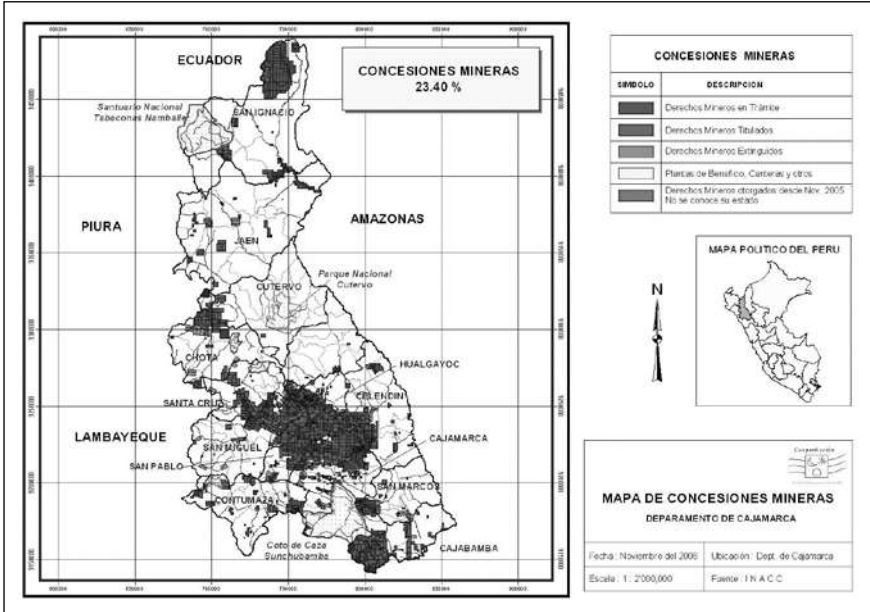 ECUADOR
CONCESIONES MINERAS
23.40 %
Santuario Nacional
Tabaconas Namballe
SAN IGNACIO
PIURA
AMAZONAS
JAEN
Parque Nacional
Cutervo
CUTERVO
CHOTA
HUALGAYOC
CELENDIN
SANTA CRUZ
LAMBAYEQUE
CAJAMARCA
SAN MIGUEL
SAN PABLO
SAN MARCOS
CONTUMAZA
Coto de Caza
Sunchubamba
CAJABAMBA
CONCESIONES MINERAS
SIMBOLO DESCRIPCION
Derechos Mineros en Trámite
Derechos Mineros Titulados
Derechos Mineros Extinguidos
Plantas de Beneficio, Canteras y otros
Derechos Mineros otorgados desde Nov. 2005
No se conoce su estado
MAPA POLITICO DEL PERU
N
MAPA DE CONCESIONES MINERAS
DEPARTAMENTO DE CAJAMARCA
Fecha : Noviembre del 2006 Ubicación : Dept. de Cajamarca
Escala : 1 : 2'000,000 Fuente : I N A C C